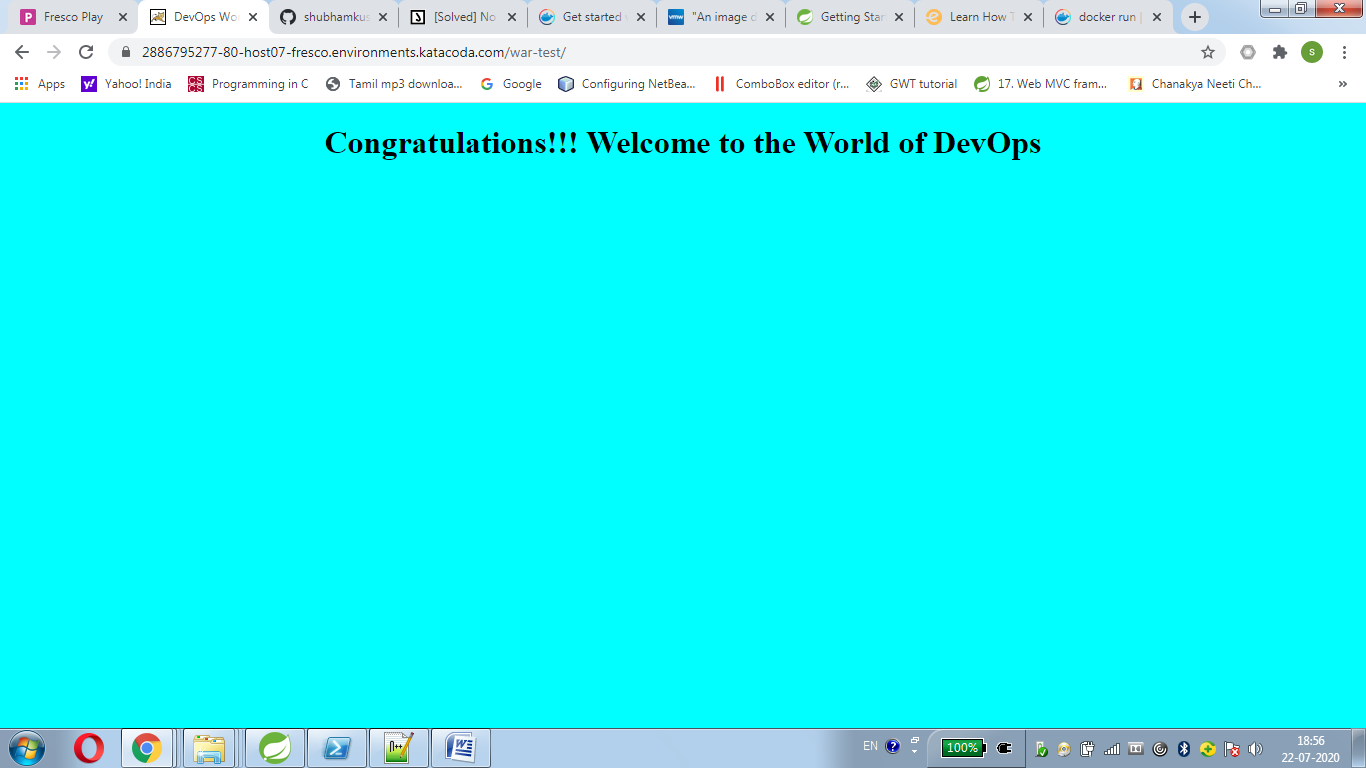 Fresco Play
DevOps Wo
shubhamkus
[Solved] No
Get started
"An image d
Getting Star
Learn How T
docker run |
2886795277-80-host07-fresco.environments.katacoda.com/war-test/
S
Apps
Yahoo! India
Programming in C
Tamil mp3 downloa...
Google
Configuring NetBea...
ComboBox editor (r...
GWT tutorial
17. Web MVC fram...
Chanakya Neeti Ch...
»
Congratulations!!! Welcome to the World of DevOps
EN
100%
18:56
22-07-2020